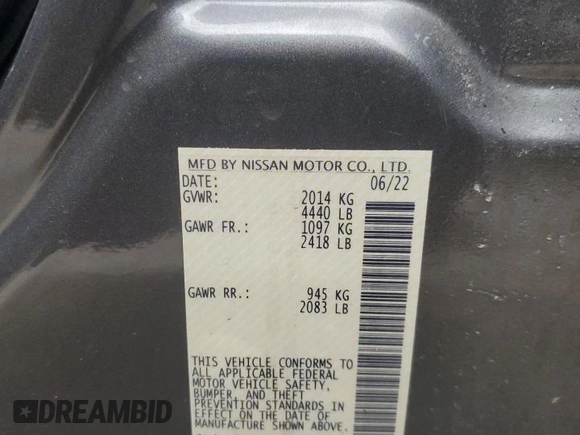 MFD BY NISSAN MOTOR CO., LTD.
DATE: 06/22
GVWR: 2014 KG
4440 LB
GAWR FR.: 1097 KG
2418 LB
GAWR RR.: 945 KG
2083 LB
THIS VEHICLE CONFORMS TO
ALL APPLICABLE FEDERAL
MOTOR VEHICLE SAFETY,
BUMPER, AND THEFT
PREVENTION STANDARDS IN
EFFECT ON THE DATE OF
MANUFACTURE SHOWN ABOVE.
DREAMBID